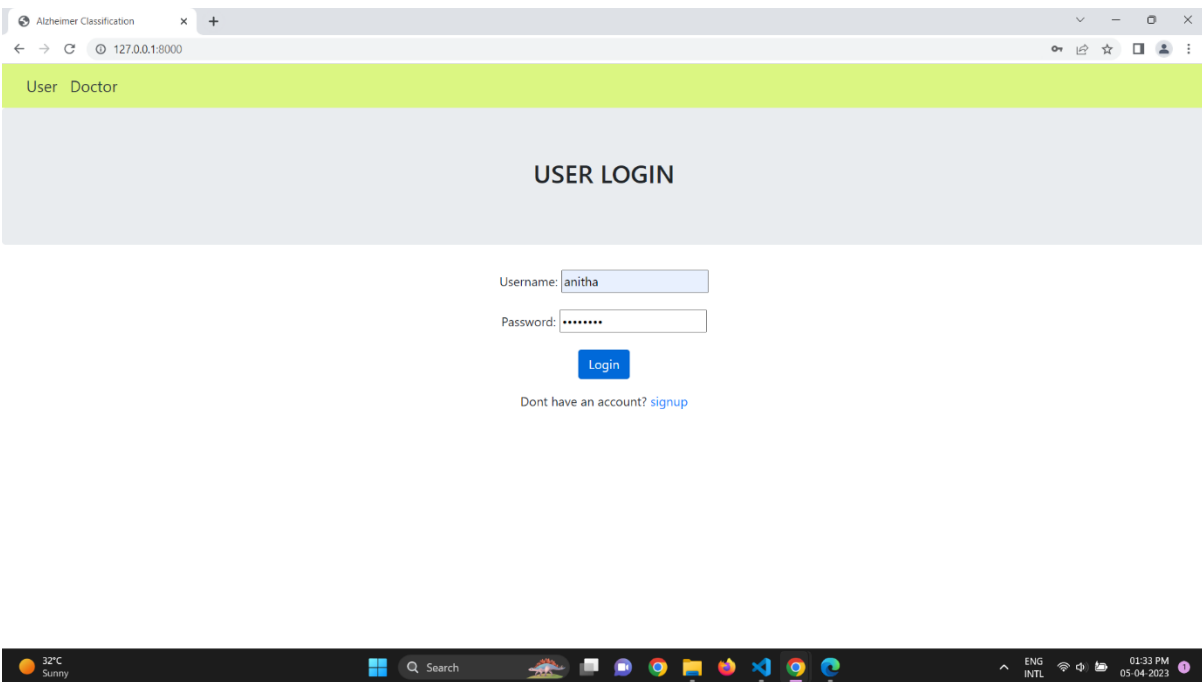 Alzheimer Classification
127.0.0.1:8000
User Doctor
USER LOGIN
Username: anitha
Password: ••••••••
Login
Dont have an account? signup
32°C
Sunny
Search
ENG
INTL
01:33 PM
05-04-2023
1